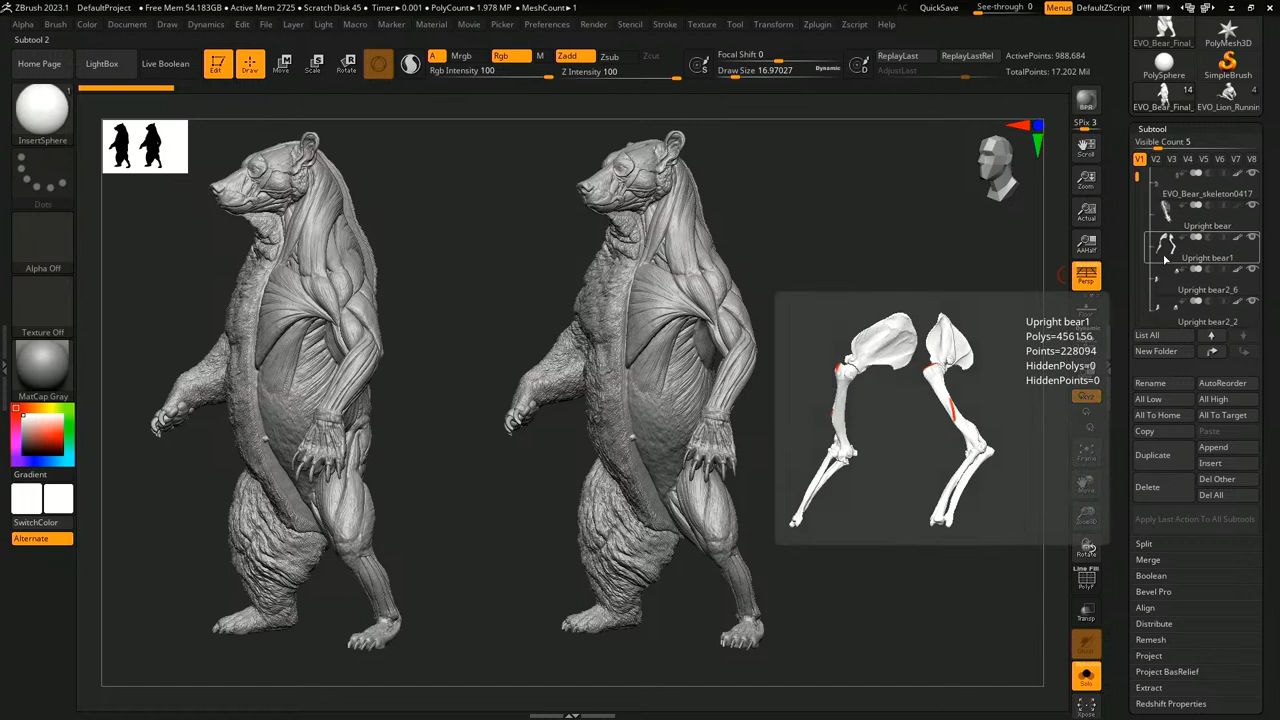 ZBrush 2023.1 DefaultProject • Free Mem 54.183GB • Active Mem 2725 • Scratch Disk 45 • Timer▸0.001 • PolyCount▸1.978 MP • MeshCount▸1
AC QuickSave See-through 0 Menus DefaultZScript
Alpha Brush Color Document Draw Dynamics Edit File Layer Light Macro Marker Material Movie Picker Preferences Render Stencil Stroke Texture Tool Transform Zplugin Zscript Help
Subtool 2
Home Page
LightBox
Live Boolean
Edit
Draw
Move
Scale
Rotate
A Mrgb Rgb M Zadd Zsub Zcut
Rgb Intensity 100
Z Intensity 100
S
Focal Shift 0
Draw Size 16.97027 Dynamic
D
ReplayLast ReplayLastRel
AdjustLast
ActivePoints: 988,684
TotalPoints: 17.202 Mil
1
InsertSphere
Dots
Alpha Off
Texture Off
MatCap Gray
Gradient
SwitchColor
Alternate
BPR
SPix 3
Scroll
Zoom
Actual
AAHalf
Persp
Floor
Dynamic
Frame
Move
Zoom3D
Rotate
Line Fill
PolyF
Transp
Ghost
Solo
Xpose
Upright bear1
Polys=456156
Points=228094
HiddenPolys=0
HiddenPoints=0
EVO_Bear_Final_ PolyMesh3D
PolySphere SimpleBrush
14 4
EVO_Bear_Final_ EVO_Lion_Runnin
Subtool
Visible Count 5
V1 V2 V3 V4 V5 V6 V7 V8
EVO_Bear_skeleton0417
Upright bear
Upright bear1
Upright bear2_6
Upright bear2_2
List All
New Folder
Rename AutoReorder
All Low All High
All To Home All To Target
Copy Paste
Duplicate Append
Insert
Delete Del Other
Del All
Apply Last Action To All Subtools
Split
Merge
Boolean
Bevel Pro
Align
Distribute
Remesh
Project
Project BasRelief
Extract
Redshift Properties